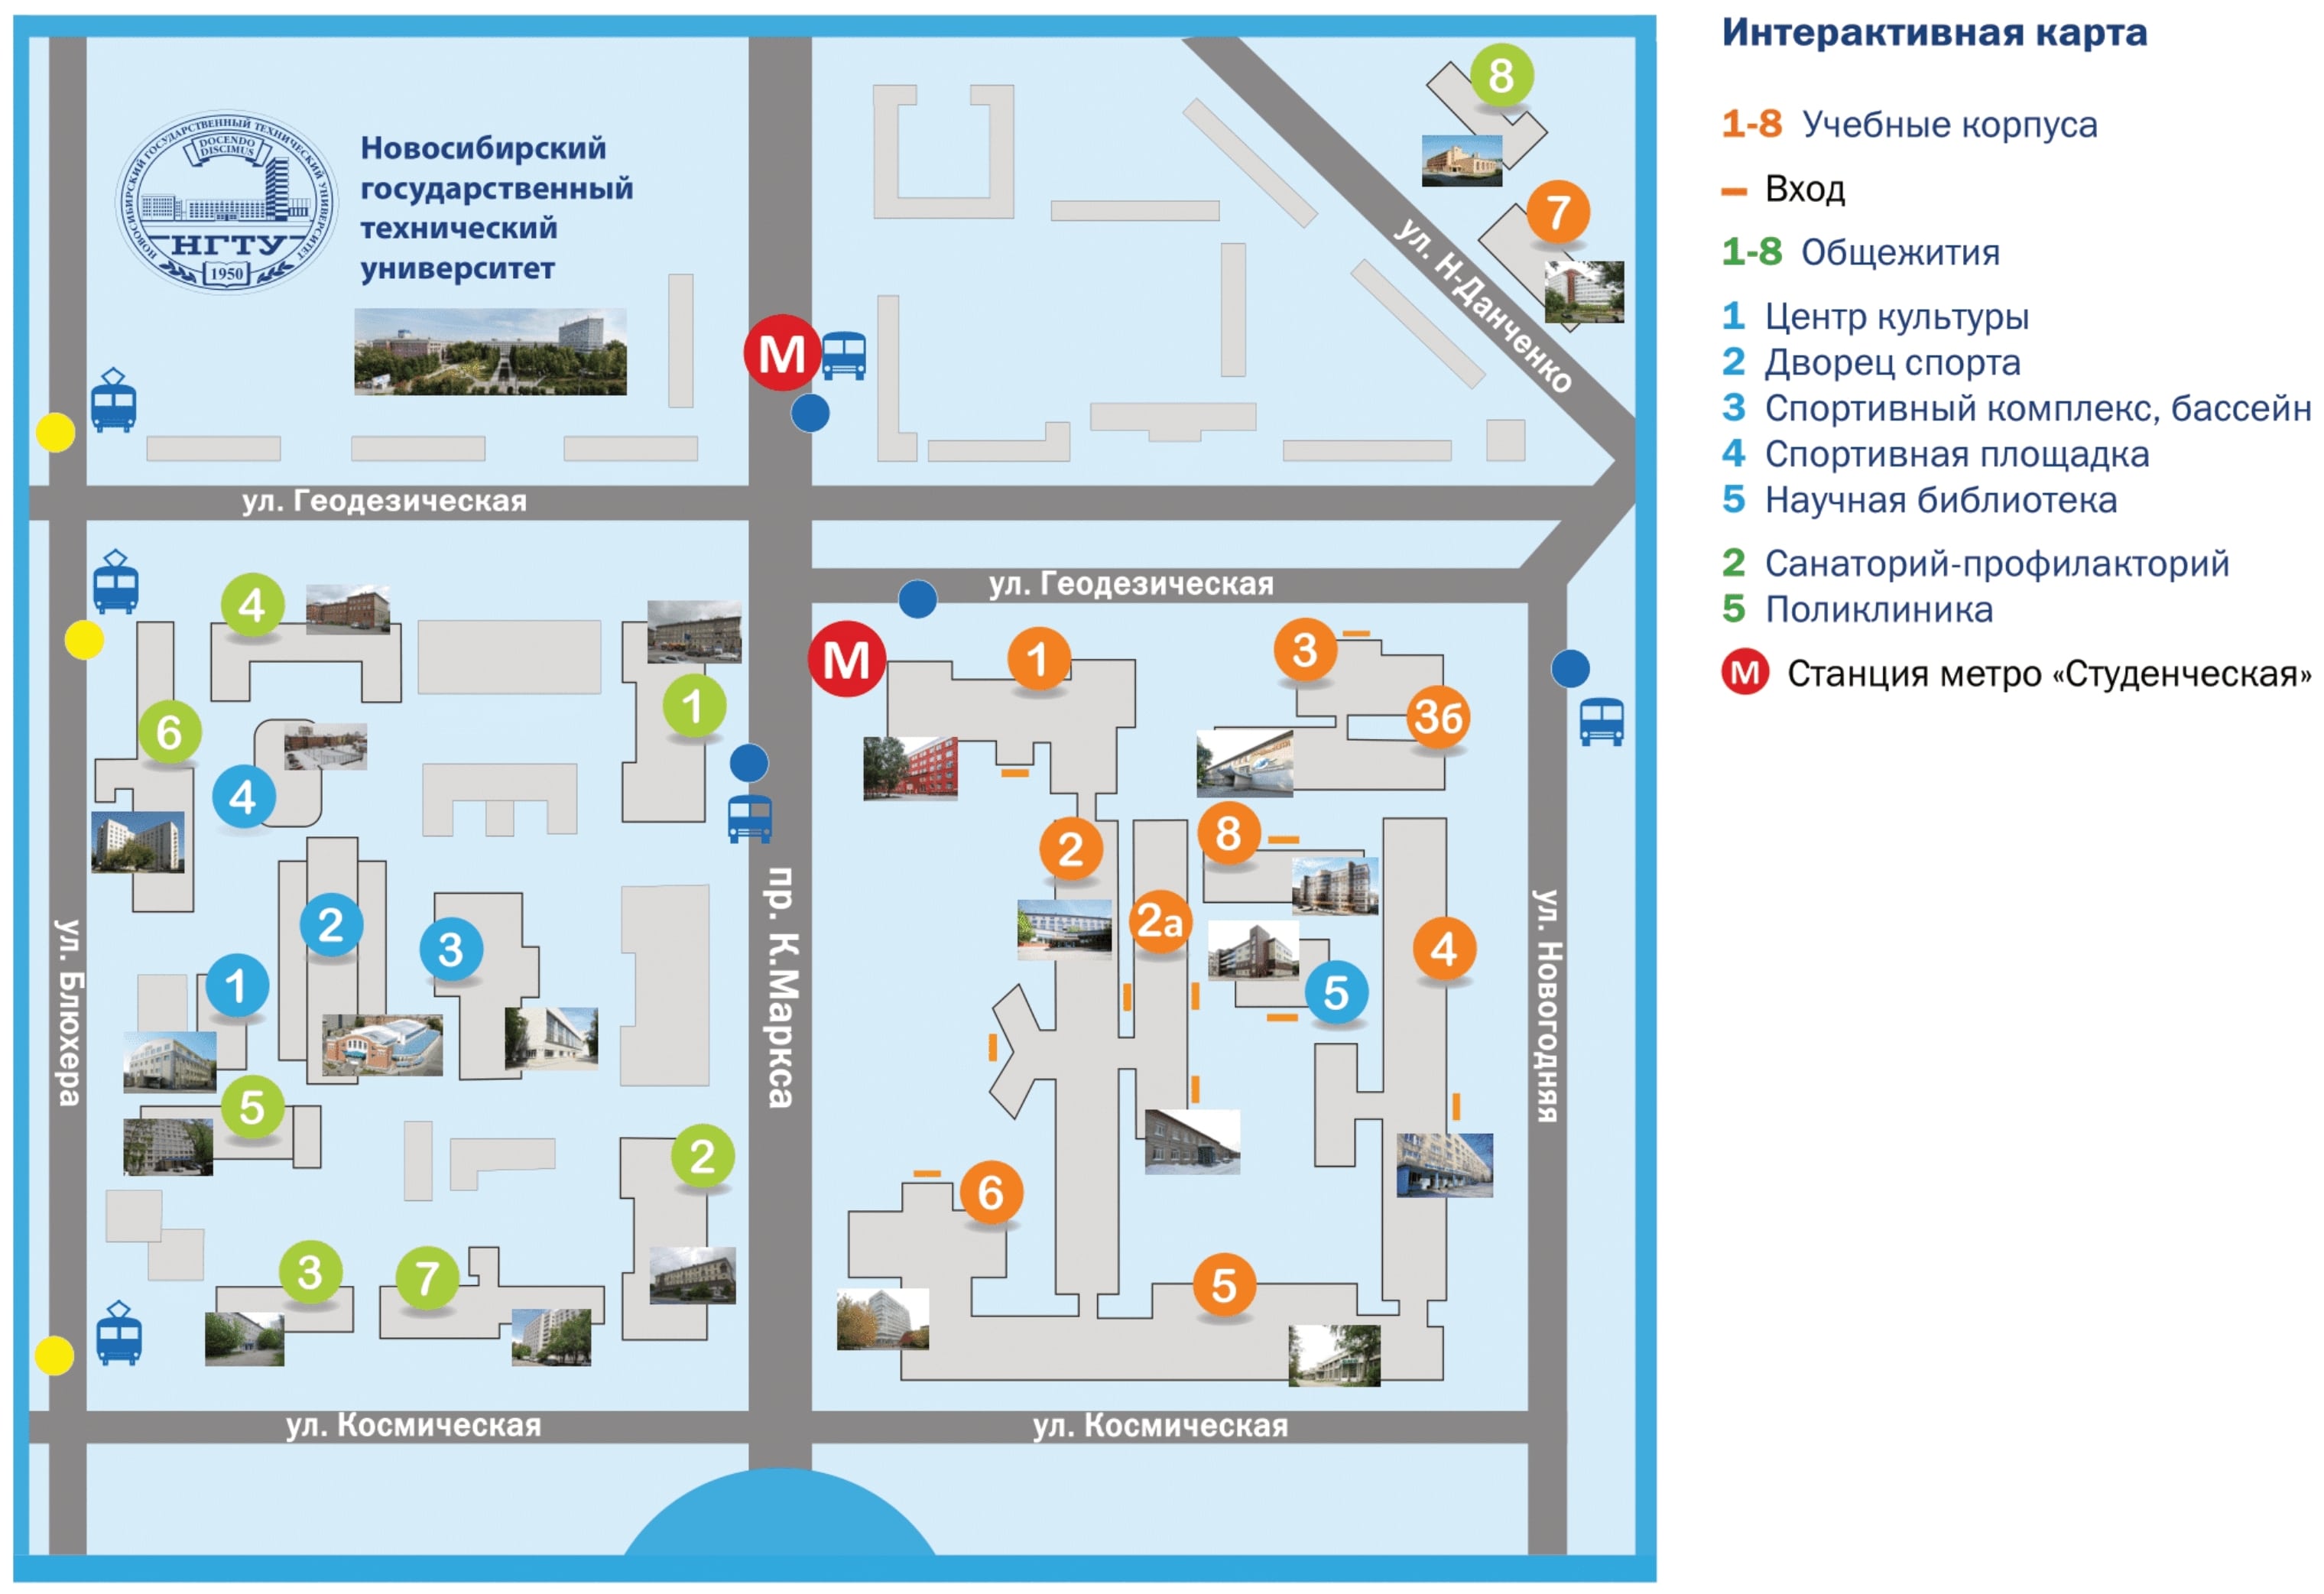 НОВОСИБИРСКИЙ ГОСУДАРСТВЕННЫЙ ТЕХНИЧЕСКИЙ УНИВЕРСИТЕТ
DOCENDO
DISCIMUS
НГТУ
1950
Новосибирский
государственный
технический
университет
8
7
ул. Н-Данченко
М
ул. Геодезическая
ул. Геодезическая
4
1
6
4
2
3
1
5
2
3
7
ул. Блюхера
пр. К.Маркса
М
1
3
3б
2
8
2а
4
5
6
5
ул. Новогодняя
ул. Космическая
ул. Космическая
Интерактивная карта
1-8 Учебные корпуса
Вход
1-8 Общежития
1 Центр культуры
2 Дворец спорта
3 Спортивный комплекс, бассейн
4 Спортивная площадка
5 Научная библиотека
2 Санаторий-профилакторий
5 Поликлиника
М Станция метро «Студенческая»